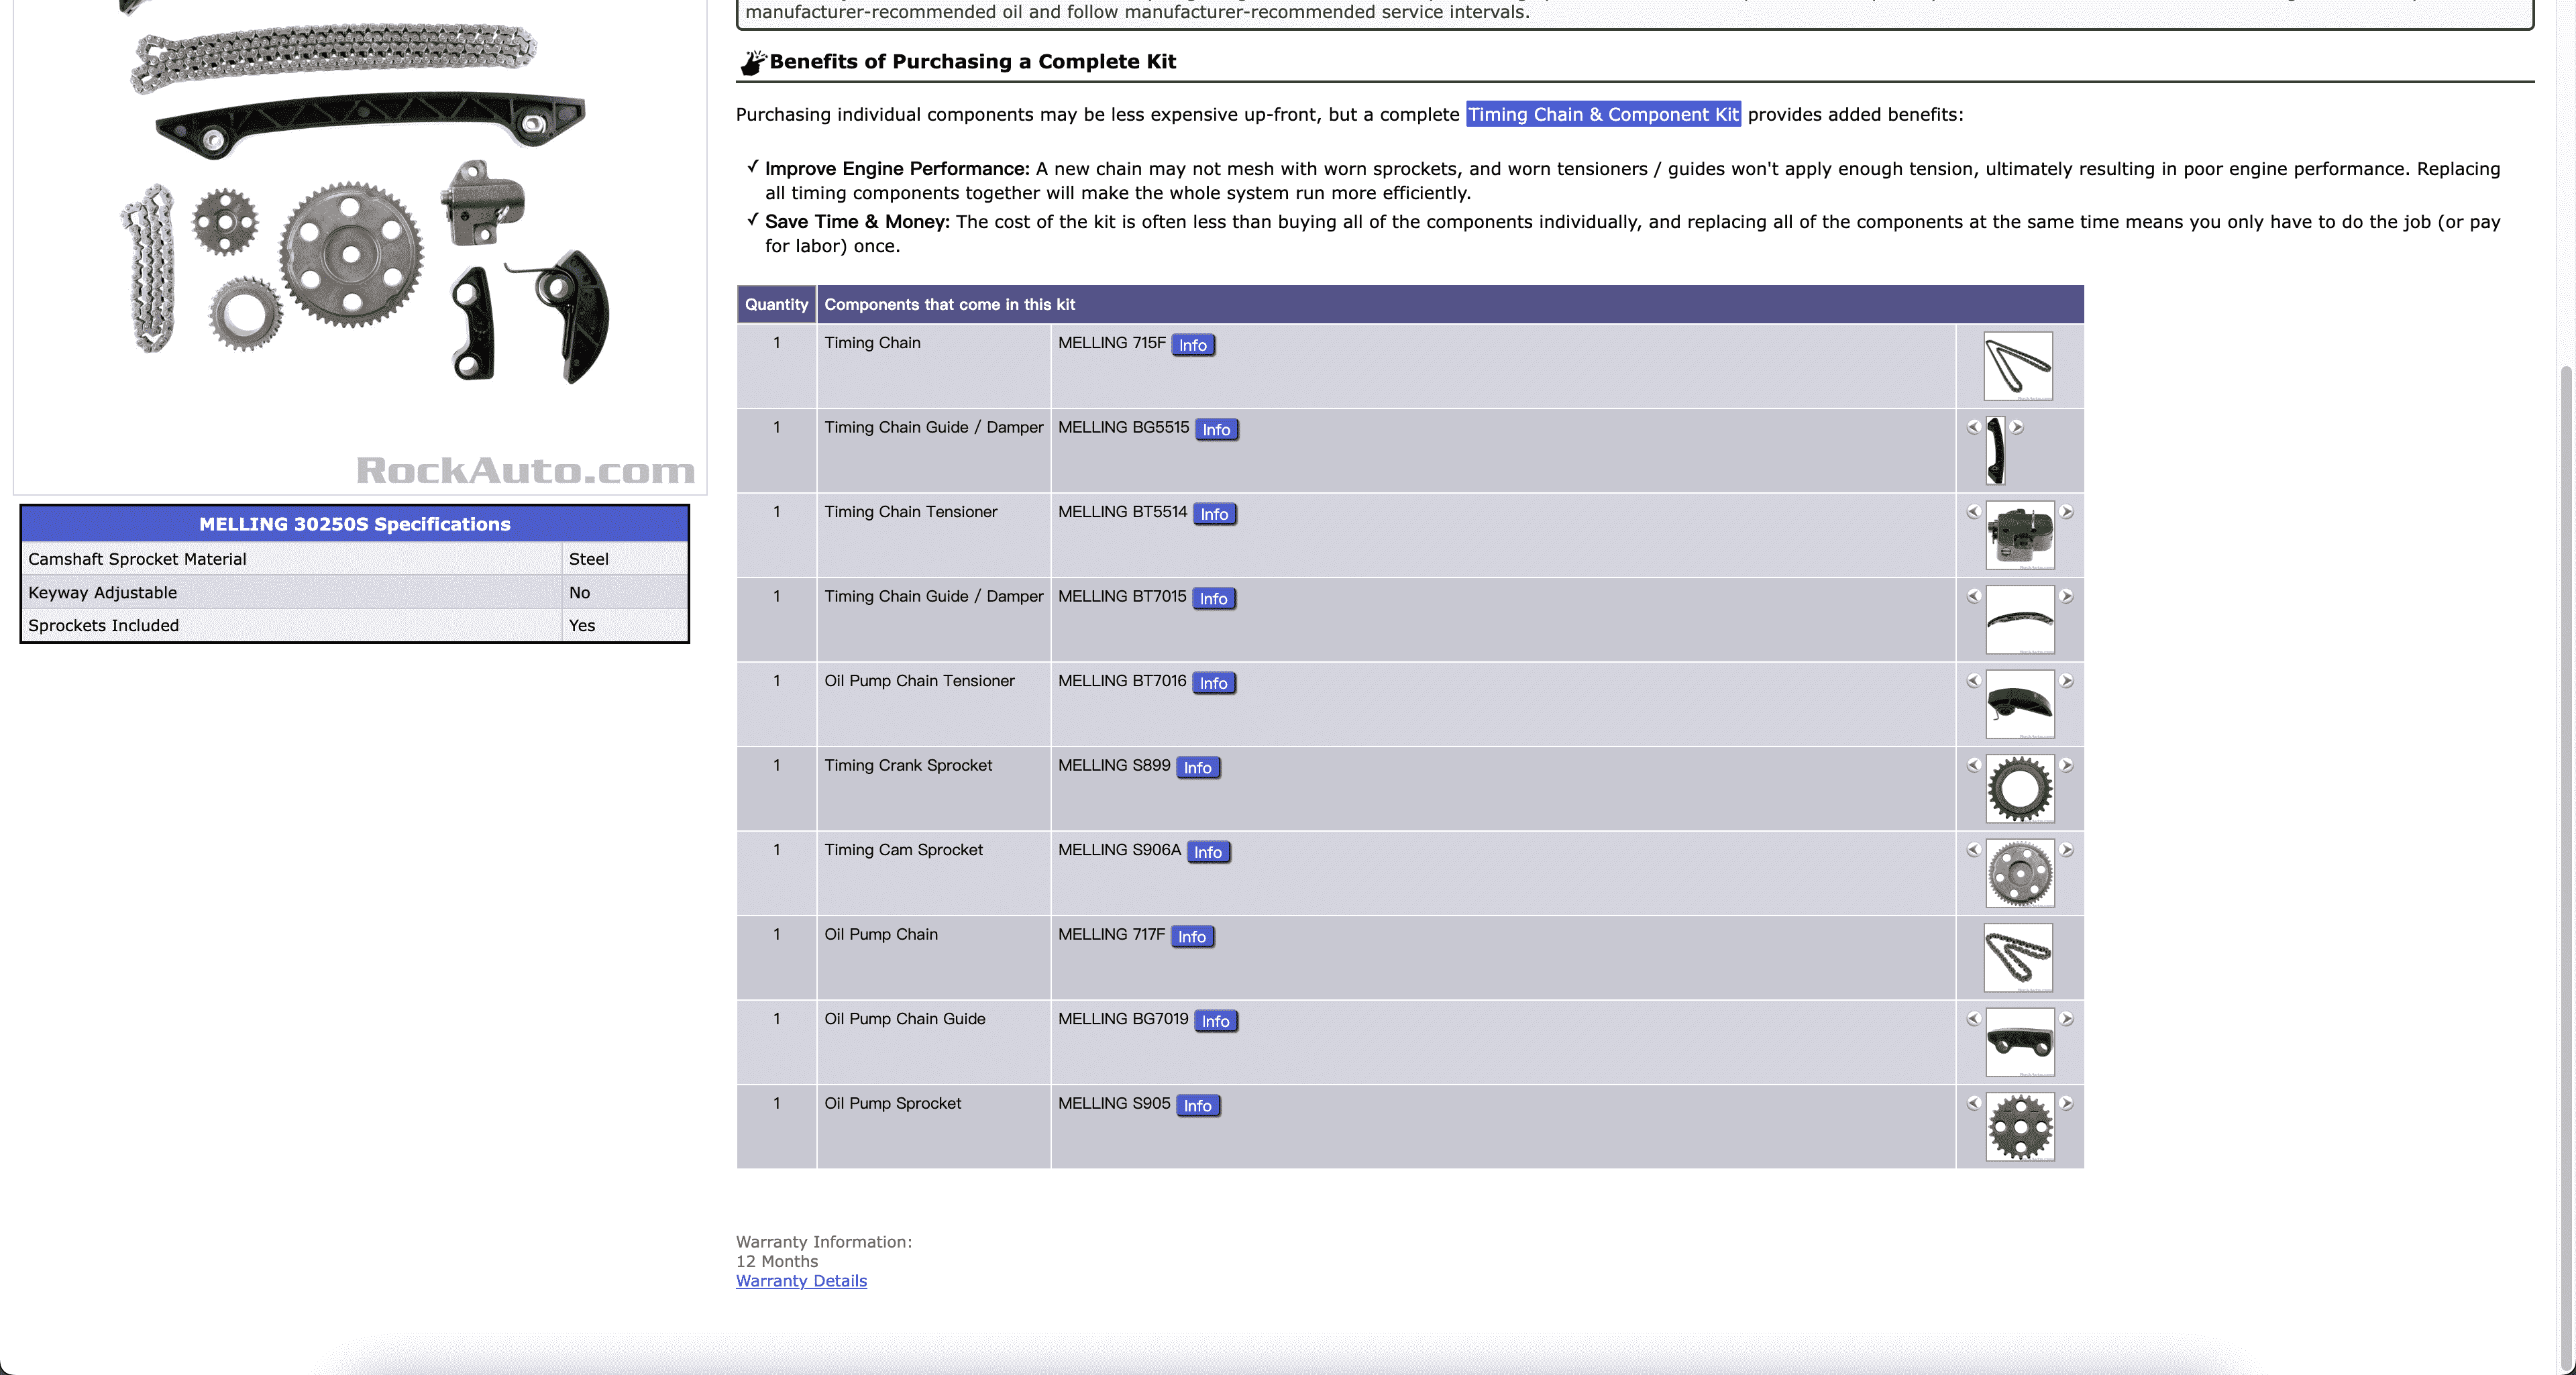 manufacturer-recommended oil and follow manufacturer-recommended service intervals.
Benefits of Purchasing a Complete Kit
Purchasing individual components may be less expensive up-front, but a complete Timing Chain & Component Kit provides added benefits:
✓ Improve Engine Performance: A new chain may not mesh with worn sprockets, and worn tensioners / guides won't apply enough tension, ultimately resulting in poor engine performance. Replacing
all timing components together will make the whole system run more efficiently.
✓ Save Time & Money: The cost of the kit is often less than buying all of the components individually, and replacing all of the components at the same time means you only have to do the job (or pay
for labor) once.
RockAuto.com
MELLING 30250S Specifications
Camshaft Sprocket Material Steel
Keyway Adjustable No
Sprockets Included Yes
Quantity Components that come in this kit
1 Timing Chain MELLING 715F Info
1 Timing Chain Guide / Damper MELLING BG5515 Info
1 Timing Chain Tensioner MELLING BT5514 Info
1 Timing Chain Guide / Damper MELLING BT7015 Info
1 Oil Pump Chain Tensioner MELLING BT7016 Info
1 Timing Crank Sprocket MELLING S899 Info
1 Timing Cam Sprocket MELLING S906A Info
1 Oil Pump Chain MELLING 717F Info
1 Oil Pump Chain Guide MELLING BG7019 Info
1 Oil Pump Sprocket MELLING S905 Info
Warranty Information:
12 Months
Warranty Details